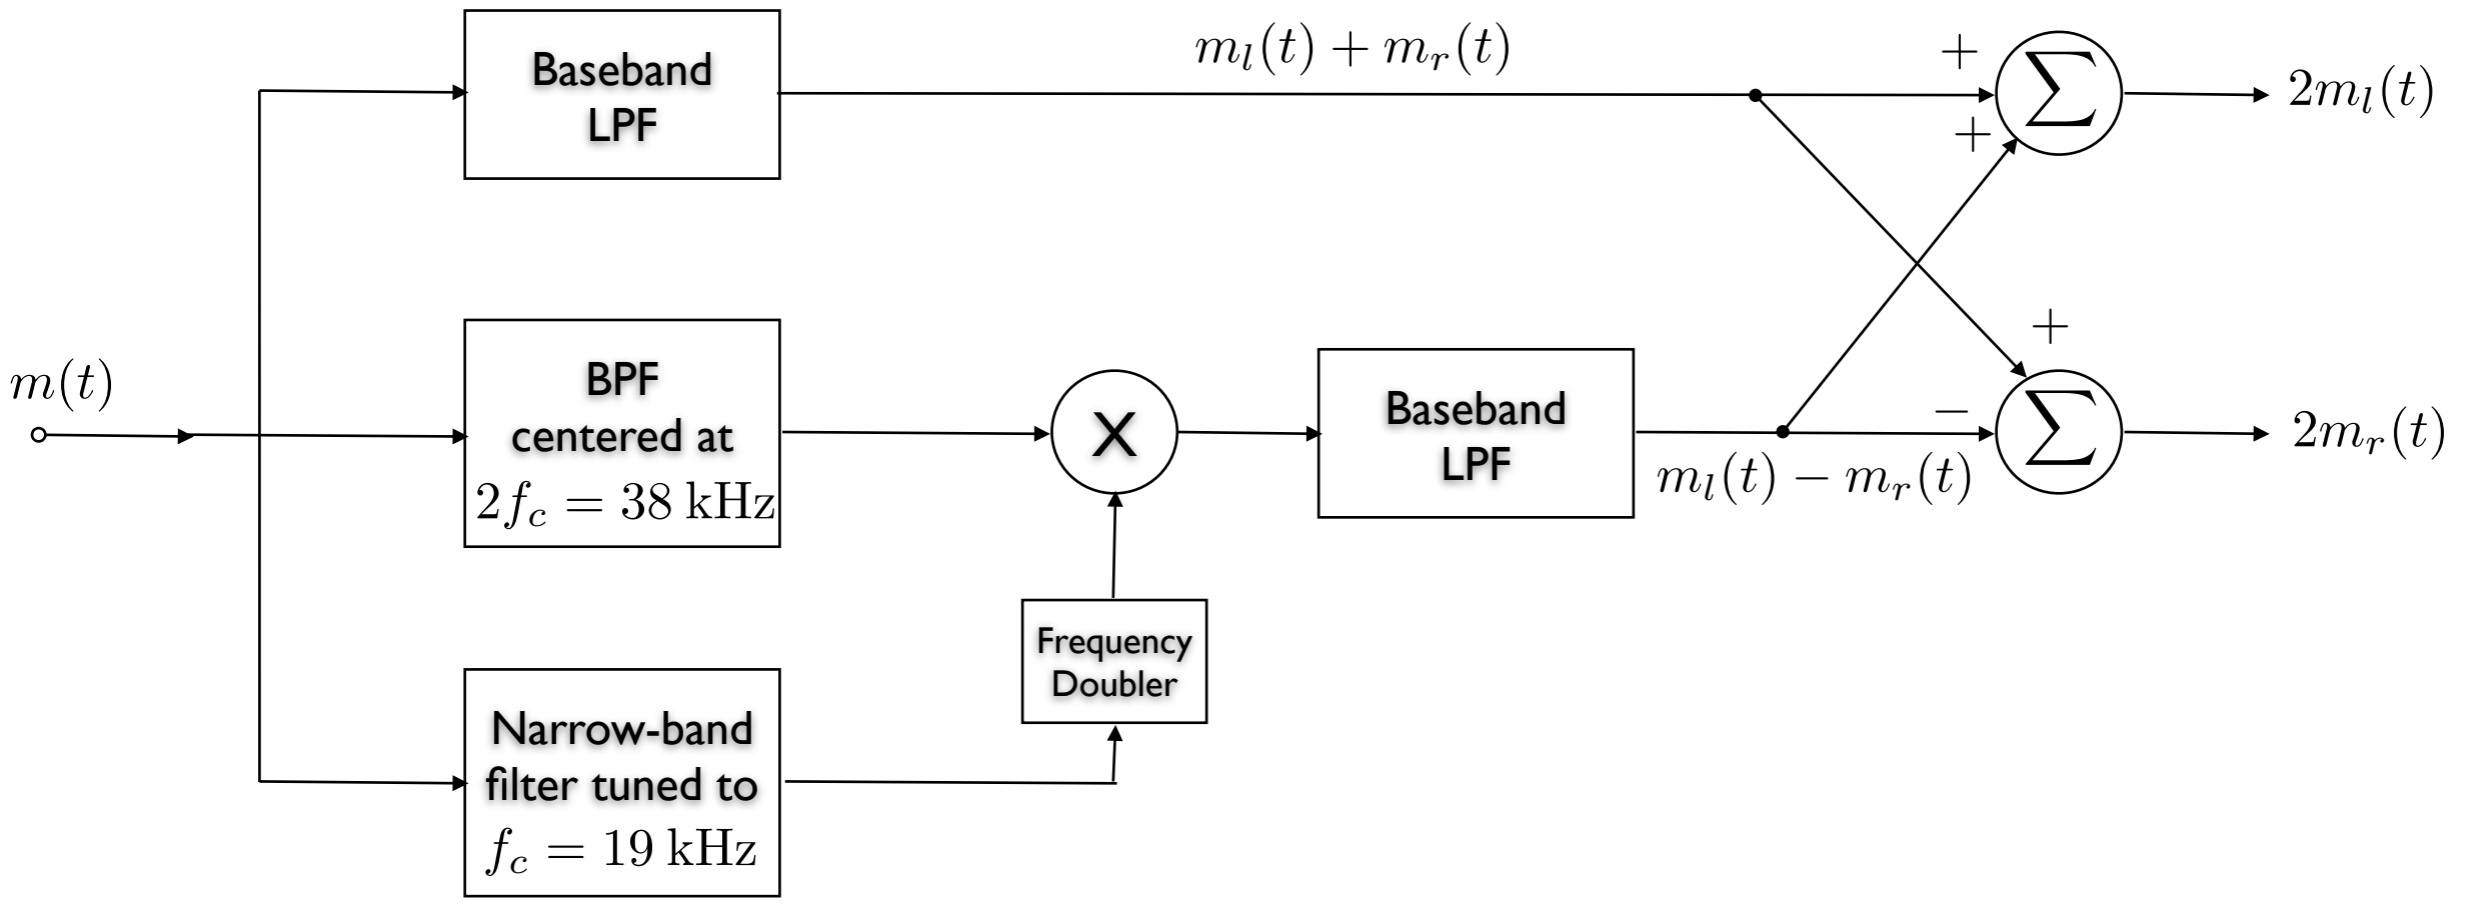 m_l(t) + m_r(t)
Baseband
LPF
+
+
∑
2m_l(t)
m(t)
BPF
centered at
2f_c = 38 kHz
X
Baseband
LPF
+
−
∑
2m_r(t)
m_l(t) − m_r(t)
Frequency
Doubler
Narrow-band
filter tuned to
f_c = 19 kHz